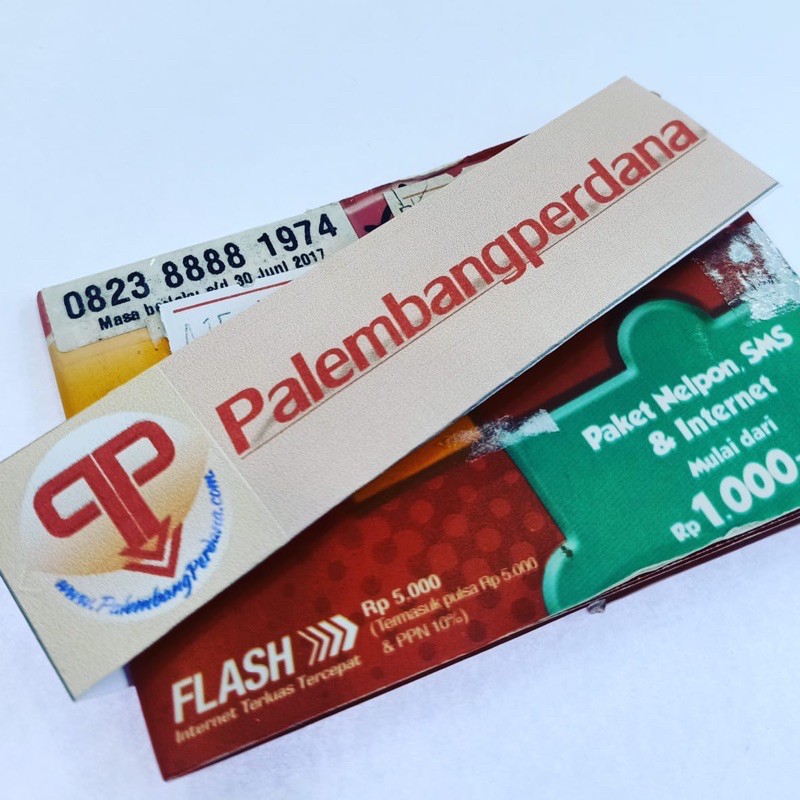 0823 8888 1974
Masa berlaku s/d 30 Juni 2017
Palembangperdana
www.PalembangPerdana.com
Paket Nelpon, SMS
& Internet
Mulai dari
Rp 1.000,-
FLASH
Internet Terluas Tercepat
Rp 5.000
(Termasuk pulsa Rp 5.000
& PPN 10%)